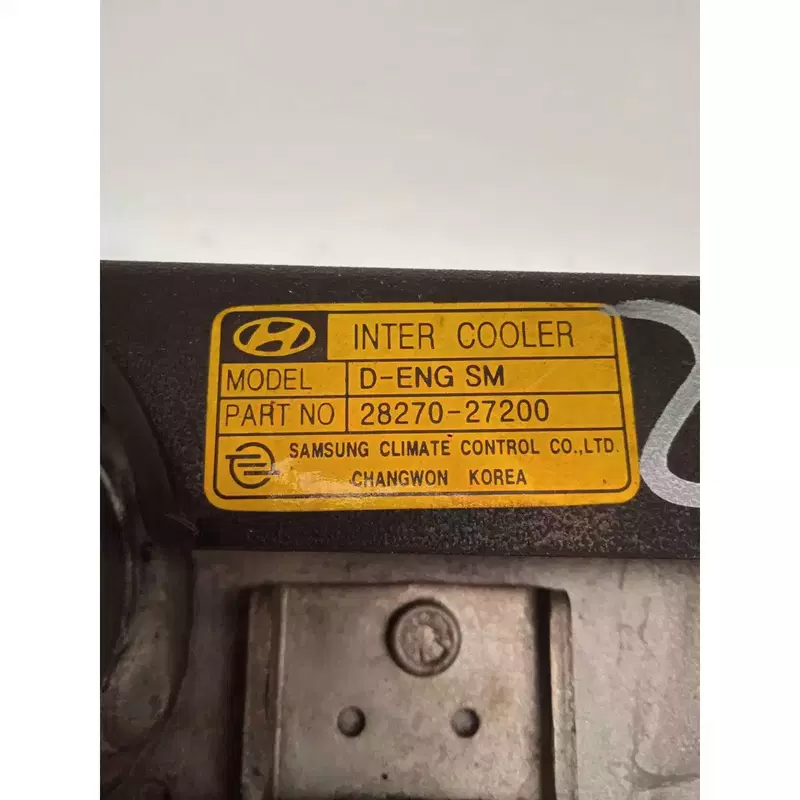 INTER COOLER
MODEL D-ENG SM
PART NO 28270-27200
SAMSUNG CLIMATE CONTROL CO.,LTD.
CHANGWON KOREA